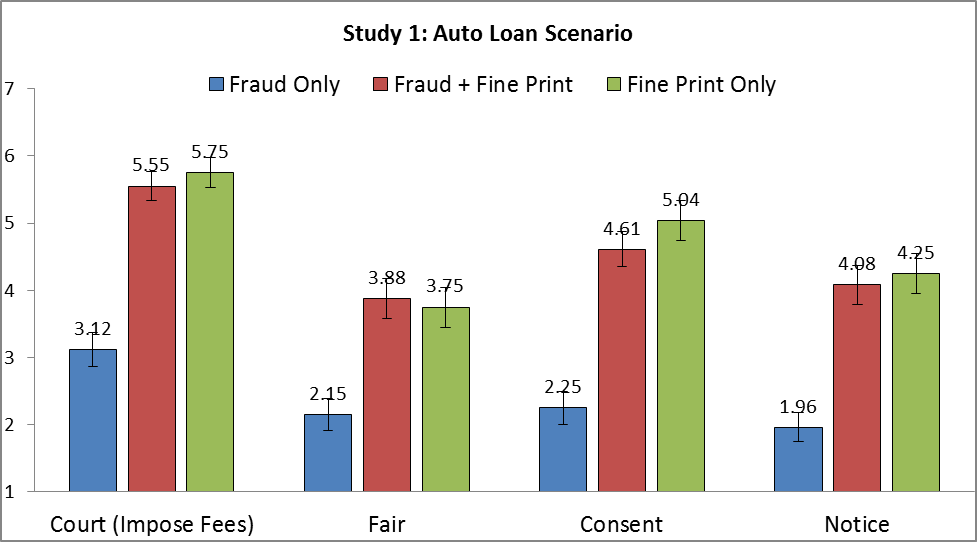 Study 1: Auto Loan Scenario
Fraud Only Fraud + Fine Print Fine Print Only
7
6
5
4
3
2
1
3.12 5.55 5.75
2.15 3.88 3.75
2.25 4.61 5.04
1.96 4.08 4.25
Court (Impose Fees) Fair Consent Notice